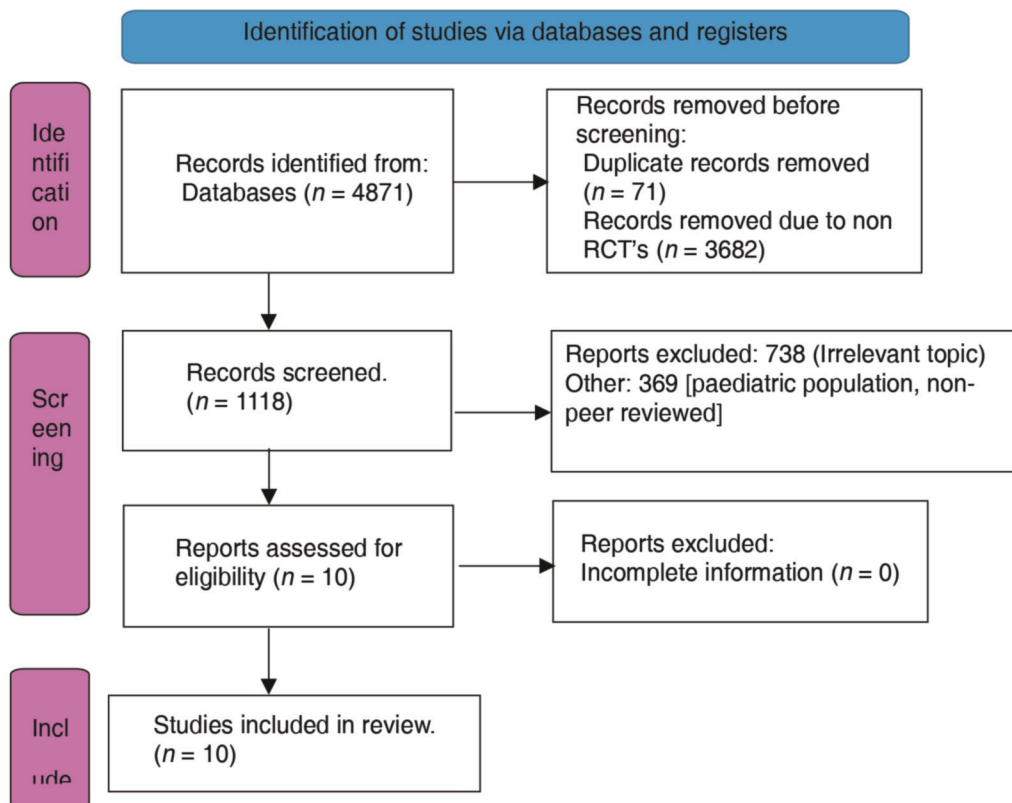 Identification of studies via databases and registers
Ide
ntifi
cati
on
Records identified from:
Databases (n = 4871)
Records removed before
screening:
Duplicate records removed
(n = 71)
Records removed due to non
RCT’s (n = 3682)
Scr
een
ing
Records screened.
(n = 1118)
Reports excluded: 738 (Irrelevant topic)
Other: 369 [paediatric population, non-
peer reviewed]
Reports assessed for
eligibility (n = 10)
Reports excluded:
Incomplete information (n = 0)
Incl
ude
Studies included in review.
(n = 10)